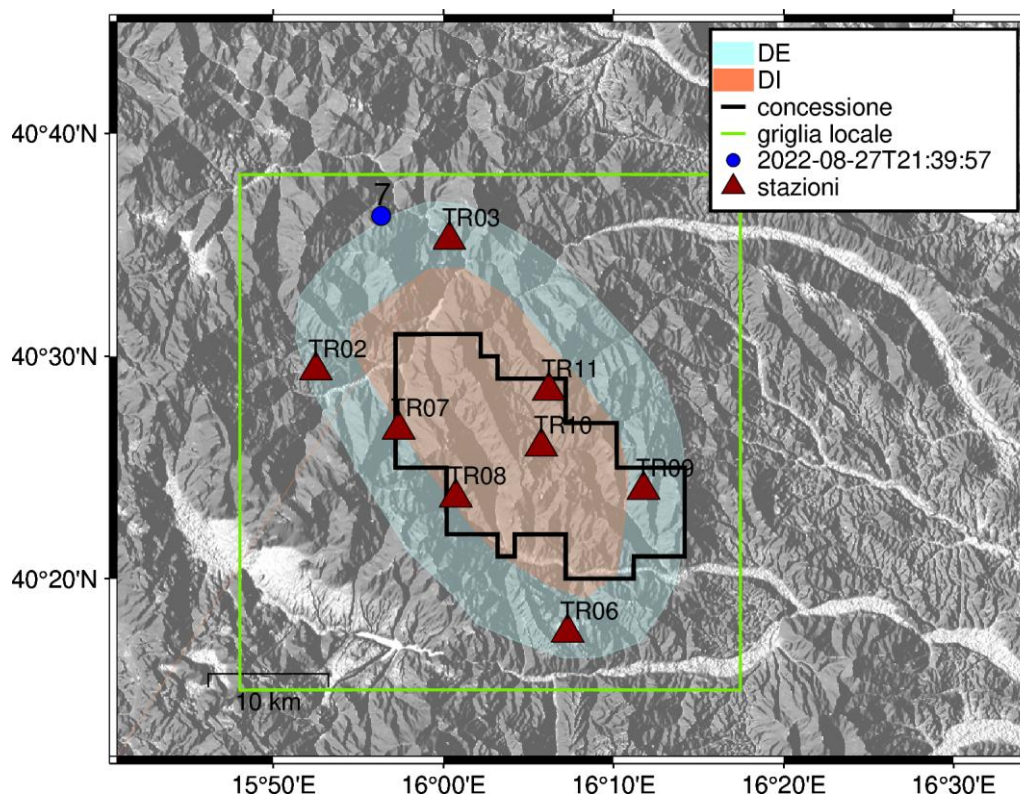 DE
DI
concessione
griglia locale
2022-08-27T21:39:57
stazioni
40°40'N
7
TR03
40°30'N
TR02
TR11
TR07
TR10
TR08
TR09
40°20'N
TR06
10 km
15°50'E
16°00'E
16°10'E
16°20'E
16°30'E